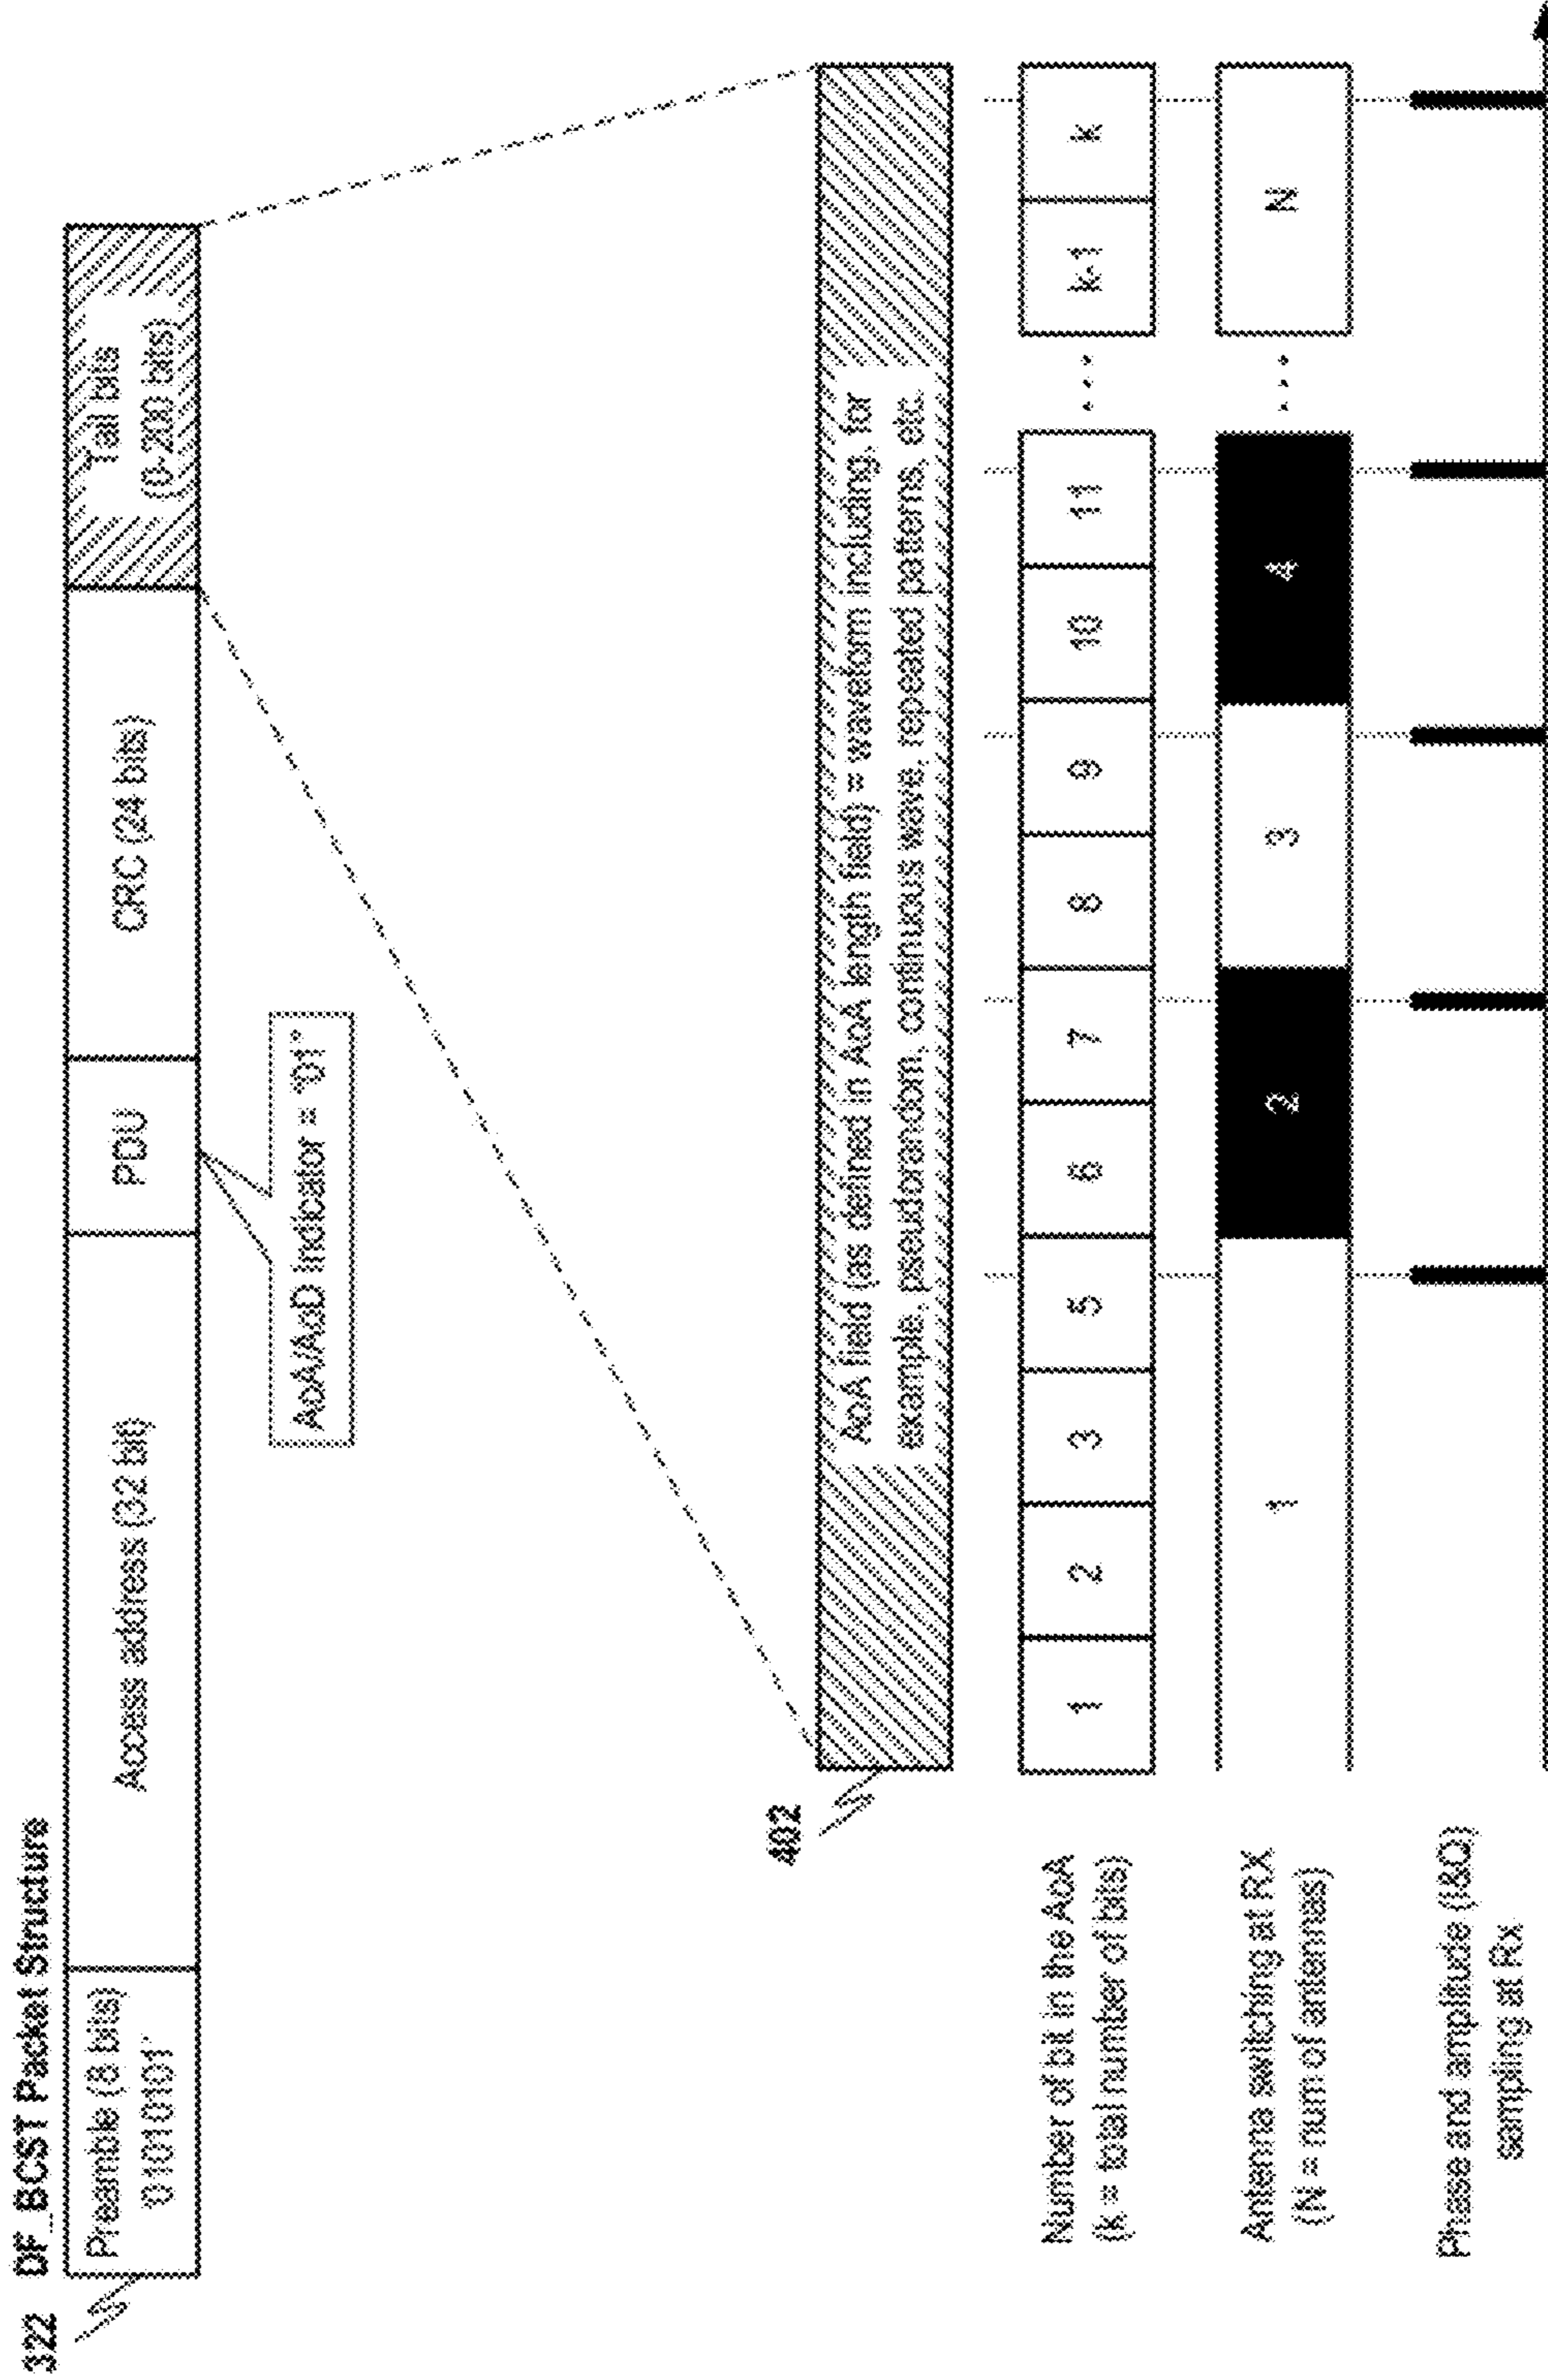 322 DF_BCST Packet Structure
Preamble (8 bits)
'01010101"
Access address (32 bit)
PDU
CRC (24 bits)
Tail bits
(0-200 bits)
AoA/AoD Indicator = "01"
402
AoA field (as defined in AoA length field) = waveform including, for
example, pseudorandom, continuous wave, repeated patterns, etc.
Number of bit in the AoA
(k = total number of bits)
1 2 3 5 6 7 8 9 10 11 ... k-1 k
Antenna switching at RX
(N = num of antennas)
1 2 3 4 ... N
Phase and amplitude (I&Q)
sampling at Rx